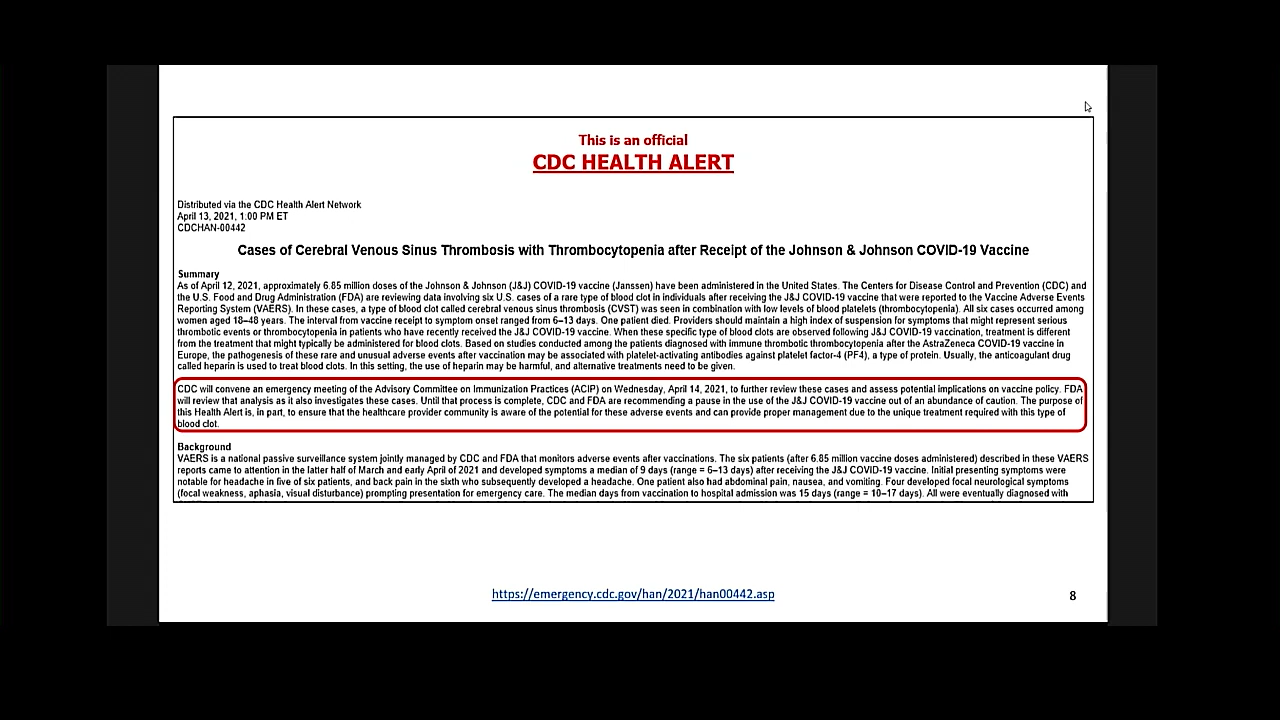 This is an official
CDC HEALTH ALERT
Distributed via the CDC Health Alert Network
April 13, 2021, 1:00 PM ET
CDCHAN-00442
Cases of Cerebral Venous Sinus Thrombosis with Thrombocytopenia after Receipt of the Johnson & Johnson COVID-19 Vaccine
Summary
As of April 12, 2021, approximately 6.85 million doses of the Johnson & Johnson (J&J) COVID-19 vaccine (Janssen) have been administered in the United States. The Centers for Disease Control and Prevention (CDC) and
the U.S. Food and Drug Administration (FDA) are reviewing data involving six U.S. cases of a rare type of blood clot in individuals after receiving the J&J COVID-19 vaccine that were reported to the Vaccine Adverse Events
Reporting System (VAERS). In these cases, a type of blood clot called cerebral venous sinus thrombosis (CVST) was seen in combination with low levels of blood platelets (thrombocytopenia). All six cases occurred among
women aged 18–48 years. The interval from vaccine receipt to symptom onset ranged from 6–13 days. One patient died. Providers should maintain a high index of suspension for symptoms that might represent serious
thrombotic events or thrombocytopenia in patients who have recently received the J&J COVID-19 vaccine. When these specific type of blood clots are observed following J&J COVID-19 vaccination, treatment is different
from the treatment that might typically be administered for blood clots. Based on studies conducted among the patients diagnosed with immune thrombotic thrombocytopenia after the AstraZeneca COVID-19 vaccine in
Europe, the pathogenesis of these rare and unusual adverse events after vaccination may be associated with platelet-activating antibodies against platelet factor-4 (PF4), a type of protein. Usually, the anticoagulant drug
called heparin is used to treat blood clots. In this setting, the use of heparin may be harmful, and alternative treatments need to be given.
CDC will convene an emergency meeting of the Advisory Committee on Immunization Practices (ACIP) on Wednesday, April 14, 2021, to further review these cases and assess potential implications on vaccine policy. FDA
will review that analysis as it also investigates these cases. Until that process is complete, CDC and FDA are recommending a pause in the use of the J&J COVID-19 vaccine out of an abundance of caution. The purpose of
this Health Alert is, in part, to ensure that the healthcare provider community is aware of the potential for these adverse events and can provide proper management due to the unique treatment required with this type of
blood clot.
Background
VAERS is a national passive surveillance system jointly managed by CDC and FDA that monitors adverse events after vaccinations. The six patients (after 6.85 million vaccine doses administered) described in these VAERS
reports came to attention in the latter half of March and early April of 2021 and developed symptoms a median of 9 days (range = 6–13 days) after receiving the J&J COVID-19 vaccine. Initial presenting symptoms were
notable for headache in five of six patients, and back pain in the sixth who subsequently developed a headache. One patient also had abdominal pain, nausea, and vomiting. Four developed focal neurological symptoms
(focal weakness, aphasia, visual disturbance) prompting presentation for emergency care. The median days from vaccination to hospital admission was 15 days (range = 10–17 days). All were eventually diagnosed with
https://emergency.cdc.gov/han/2021/han00442.asp
8